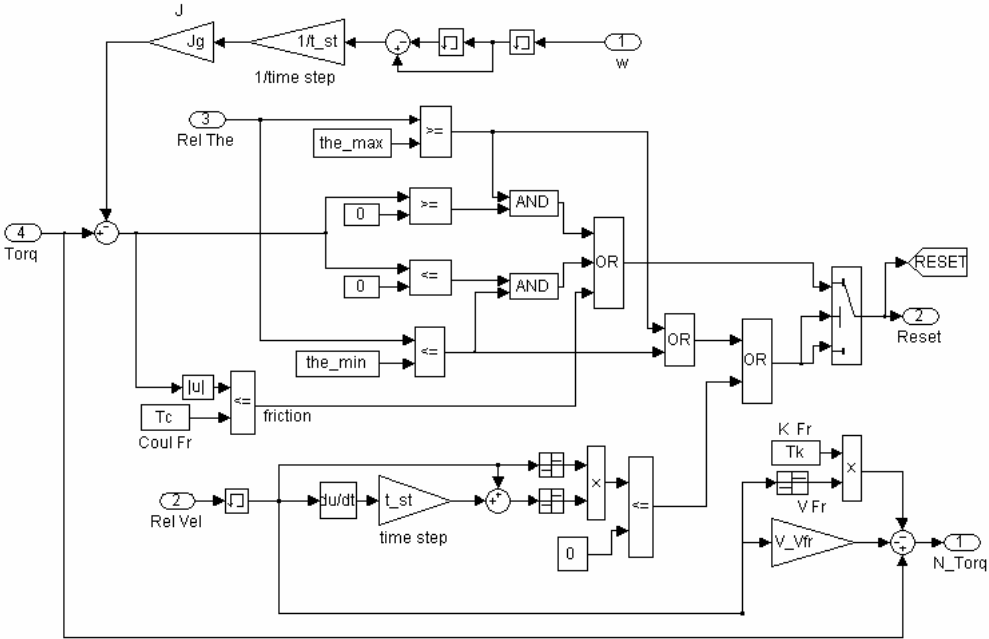 J
Jg
1/t_st
1/time step
1
w
3
Rel The
the_max
>=
0
>=
AND
4
Torq
0
<=
AND
OR
RESET
2
Reset
the_min
<=
OR
OR
|u|
Tc
Coul Fr
<=
friction
2
Rel Vel
du/dt
t_st
time step
x
<=
0
K Fr
Tk
x
V Fr
V_Vfr
1
N_Torq